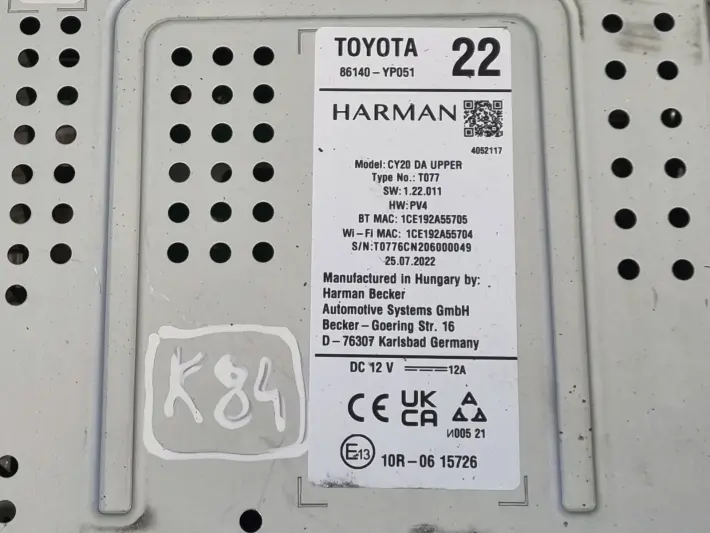 TOYOTA 22
86140-YP051
HARMAN
4052117
Model: CY20 DA UPPER
Type No.: T077
SW: 1.22.011
HW: PV4
BT MAC: 1CE192A55705
Wi-Fi MAC: 1CE192A55704
S/N:T0776CN206000049
25.07.2022
Manufactured in Hungary by:
Harman Becker
Automotive Systems GmbH
Becker-Goering Str. 16
D-76307 Karlsbad Germany
DC 12 V 12A
CE UK CA
И005 21
E13 10R-06 15726
K84